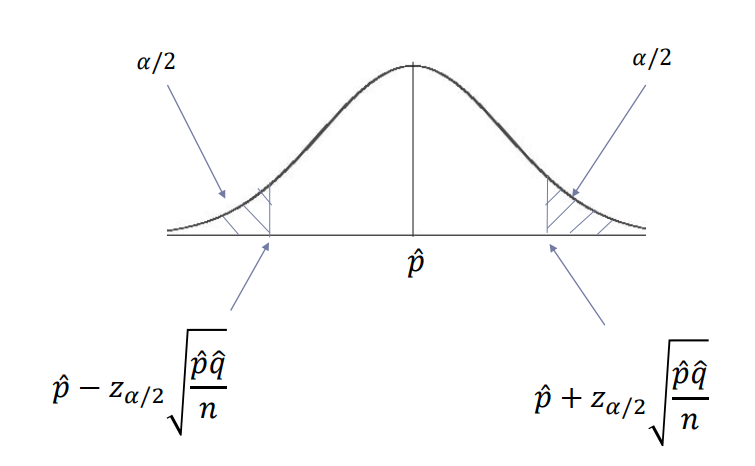 α/2
α/2
p̂
p̂ − z_{α/2} √(p̂q̂/n)
p̂ + z_{α/2} √(p̂q̂/n)